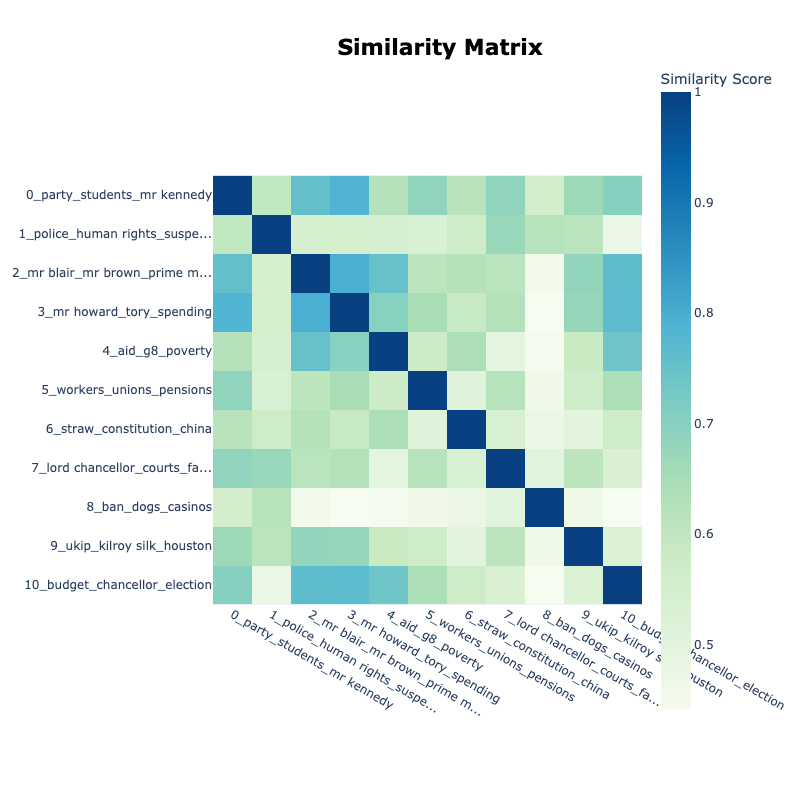 Similarity Matrix
Similarity Score
1
0.9
0.8
0.7
0.6
0.5
0_party_students_mr kennedy
1_police_human rights_suspe...
2_mr blair_mr brown_prime m...
3_mr howard_tory_spending
4_aid_g8_poverty
5_workers_unions_pensions
6_straw_constitution_china
7_lord chancellor_courts_fa...
8_ban_dogs_casinos
9_ukip_kilroy silk_houston
10_budget_chancellor_election
0_party_students_mr kennedy
1_police_human rights_suspe...
2_mr blair_mr brown_prime m...
3_mr howard_tory_spending
4_aid_g8_poverty
5_workers_unions_pensions
6_straw_constitution_china
7_lord chancellor_courts_fa...
8_ban_dogs_casinos
9_ukip_kilroy silk_houston
10_budget_chancellor_election